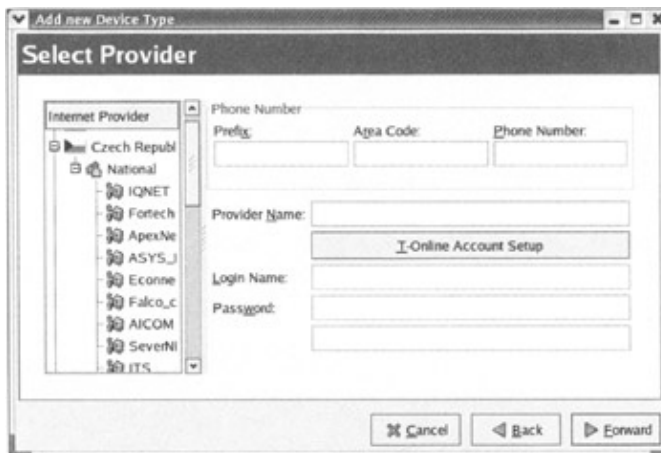 Add new Device Type
Select Provider
Internet Provider
Czech Republ
National
IQNET
Fortech
ApexNe
ASYS_I
Econne
Falco_c
AICOM
SeverNI
ITS
Phone Number
Prefix:
Area Code:
Phone Number:
Provider Name:
T-Online Account Setup
Login Name:
Password:
Cancel
Back
Forward